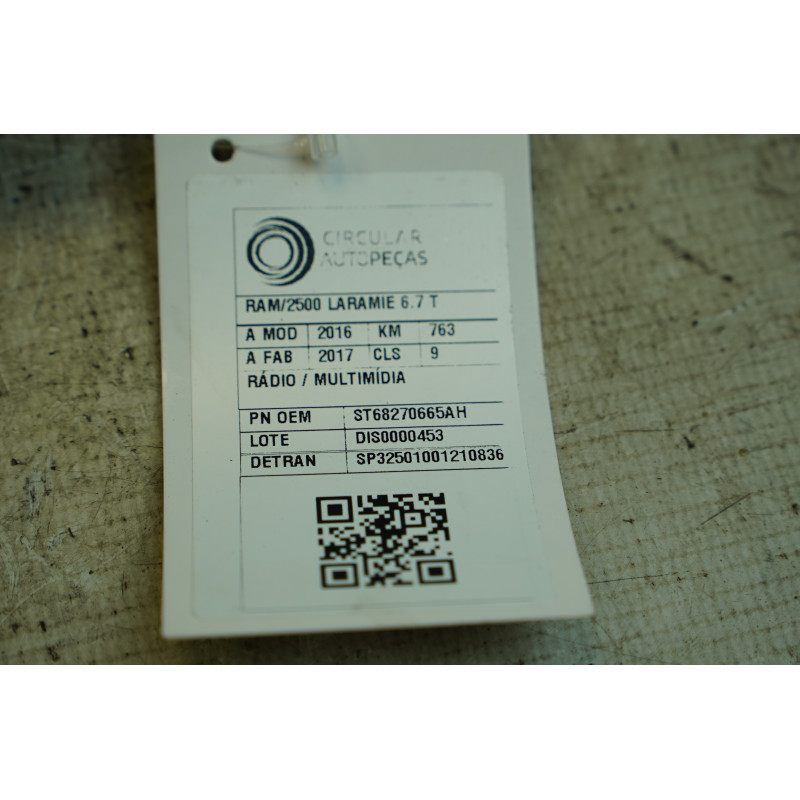 CIRCULAR
AUTOPEÇAS
RAM/2500 LARAMIE 6.7 T
A MOD 2016 KM 763
A FAB 2017 CLS 9
RÁDIO / MULTIMÍDIA
PN OEM ST68270665AH
LOTE DIS0000453
DETRAN SP32501001210836